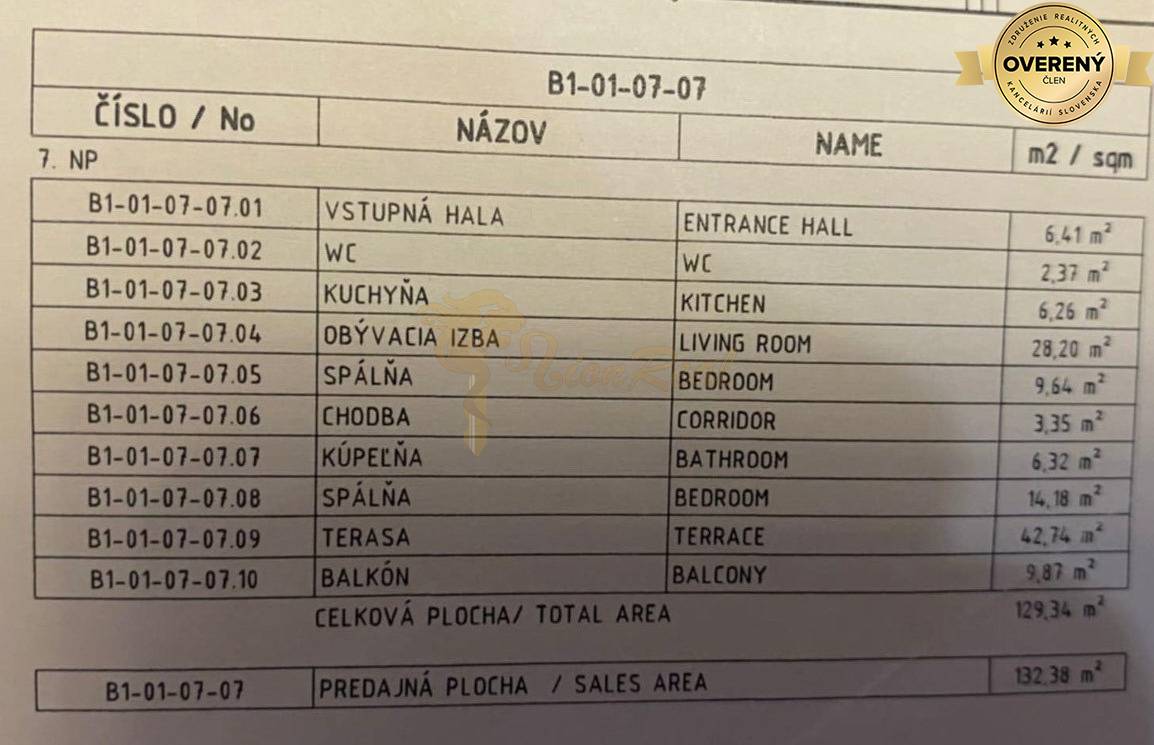 ZDRUŽENIE REALITNÝCH
OVERENÝ
ČLEN
KANCELÁRIÍ SLOVENSKA
B1-01-07-07
ČÍSLO / No NÁZOV NAME m2 / sqm
7. NP
B1-01-07-07.01 VSTUPNÁ HALA ENTRANCE HALL 6,41 m²
B1-01-07-07.02 WC WC 2,37 m²
B1-01-07-07.03 KUCHYŇA KITCHEN 6,26 m²
B1-01-07-07.04 OBÝVACIA IZBA LIVING ROOM 28,20 m²
B1-01-07-07.05 SPÁLŇA BEDROOM 9,64 m²
B1-01-07-07.06 CHODBA CORRIDOR 3,35 m²
B1-01-07-07.07 KÚPEĽŇA BATHROOM 6,32 m²
B1-01-07-07.08 SPÁLŇA BEDROOM 14,18 m²
B1-01-07-07.09 TERASA TERRACE 42,74 m²
B1-01-07-07.10 BALKÓN BALCONY 9,87 m²
CELKOVÁ PLOCHA/ TOTAL AREA 129,34 m²
B1-01-07-07 PREDAJNÁ PLOCHA / SALES AREA 132,38 m²